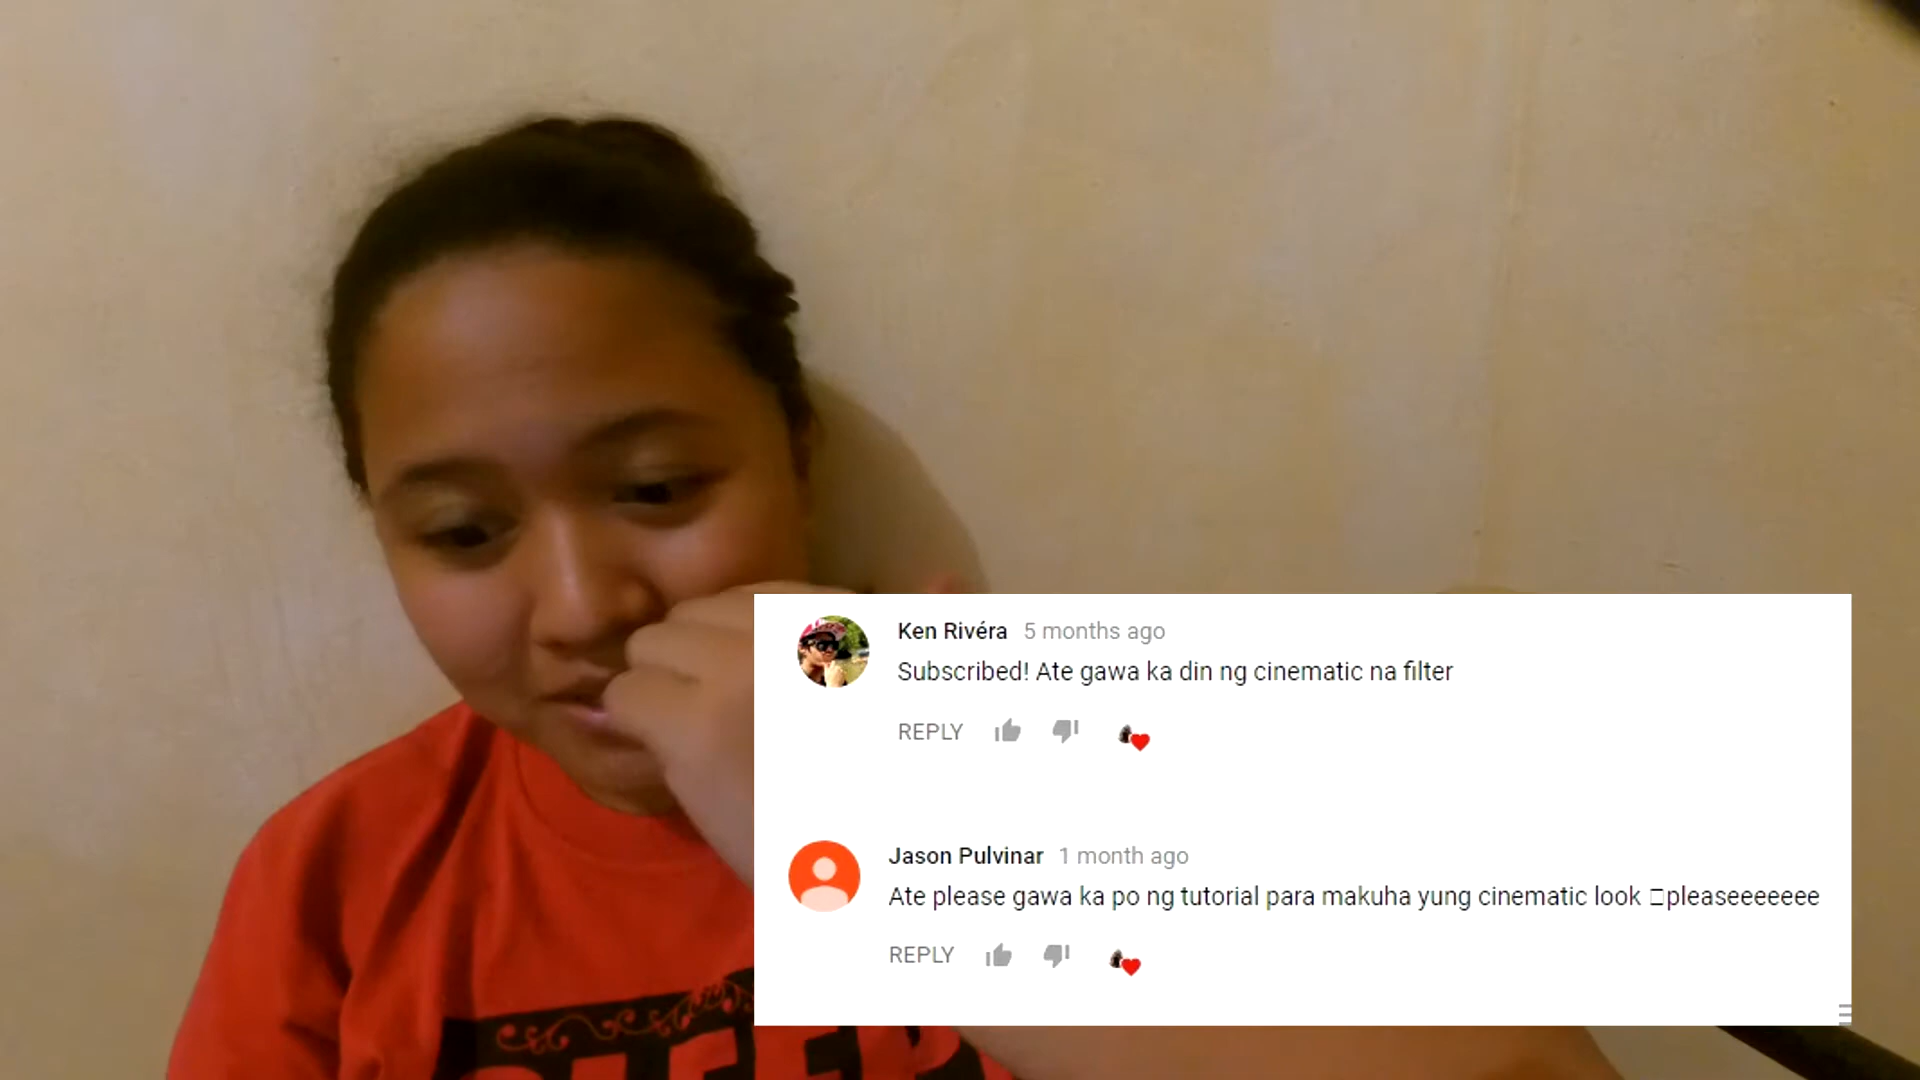 Ken Rivéra 5 months ago
Subscribed! Ate gawa ka din ng cinematic na filter
REPLY
Jason Pulvinar 1 month ago
Ate please gawa ka po ng tutorial para makuha yung cinematic look □pleaseeeeeee
REPLY